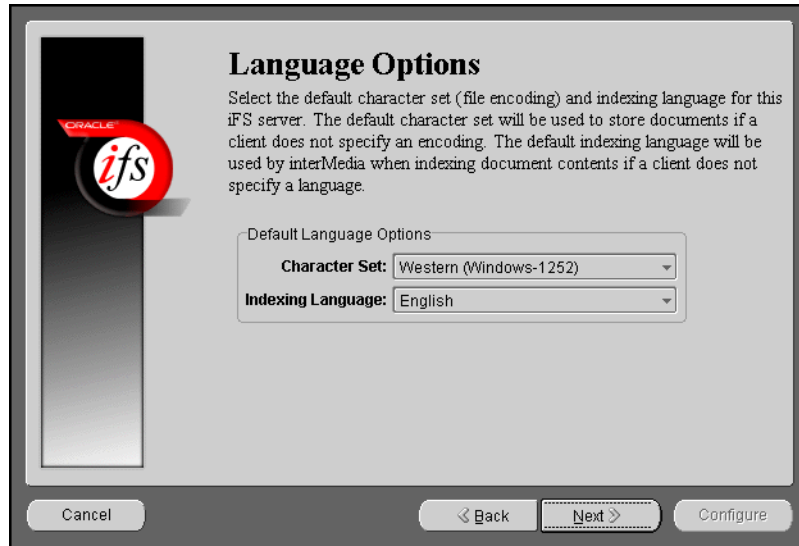 Language Options
Select the default character set (file encoding) and indexing language for this
iFS server. The default character set will be used to store documents if a
client does not specify an encoding. The default indexing language will be
used by interMedia when indexing document contents if a client does not
specify a language.
ORACLE
ifs
Default Language Options
Character Set: Western (Windows-1252)
Indexing Language: English
Cancel
Back
Next
Configure